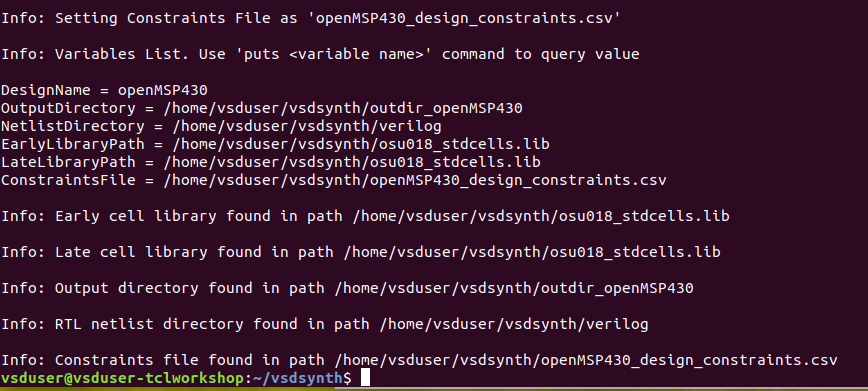 Info: Setting Constraints File as 'openMSP430_design_constraints.csv'
Info: Variables List. Use 'puts <variable name>' command to query value
DesignName = openMSP430
OutputDirectory = /home/vsduser/vsdsynth/outdir_openMSP430
NetlistDirectory = /home/vsduser/vsdsynth/verilog
EarlyLibraryPath = /home/vsduser/vsdsynth/osu018_stdcells.lib
LateLibraryPath = /home/vsduser/vsdsynth/osu018_stdcells.lib
ConstraintsFile = /home/vsduser/vsdsynth/openMSP430_design_constraints.csv
Info: Early cell library found in path /home/vsduser/vsdsynth/osu018_stdcells.lib
Info: Late cell library found in path /home/vsduser/vsdsynth/osu018_stdcells.lib
Info: Output directory found in path /home/vsduser/vsdsynth/outdir_openMSP430
Info: RTL netlist directory found in path /home/vsduser/vsdsynth/verilog
Info: Constraints file found in path /home/vsduser/vsdsynth/openMSP430_design_constraints.csv
vsduser@vsduser-tclworkshop:~/vsdsynth$